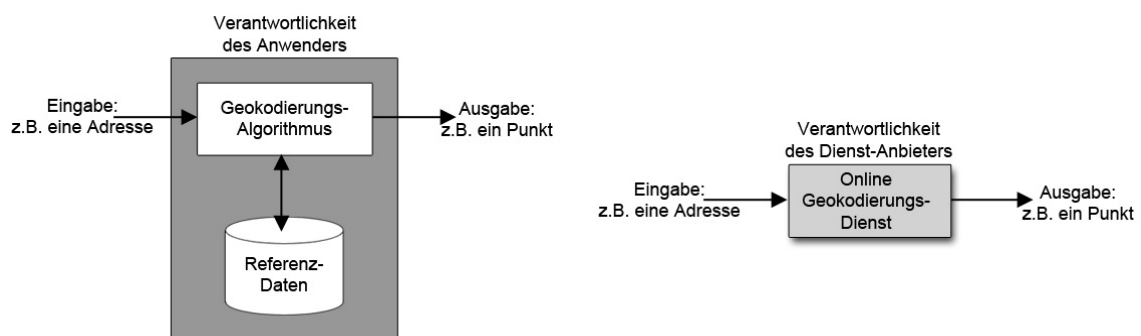 Verantwortlichkeit
des Anwenders
Eingabe:
z.B. eine Adresse
Geokodierungs-
Algorithmus
Ausgabe:
z.B. ein Punkt
Referenz-
Daten
Verantwortlichkeit
des Dienst-Anbieters
Eingabe:
z.B. eine Adresse
Online
Geokodierungs-
Dienst
Ausgabe:
z.B. ein Punkt